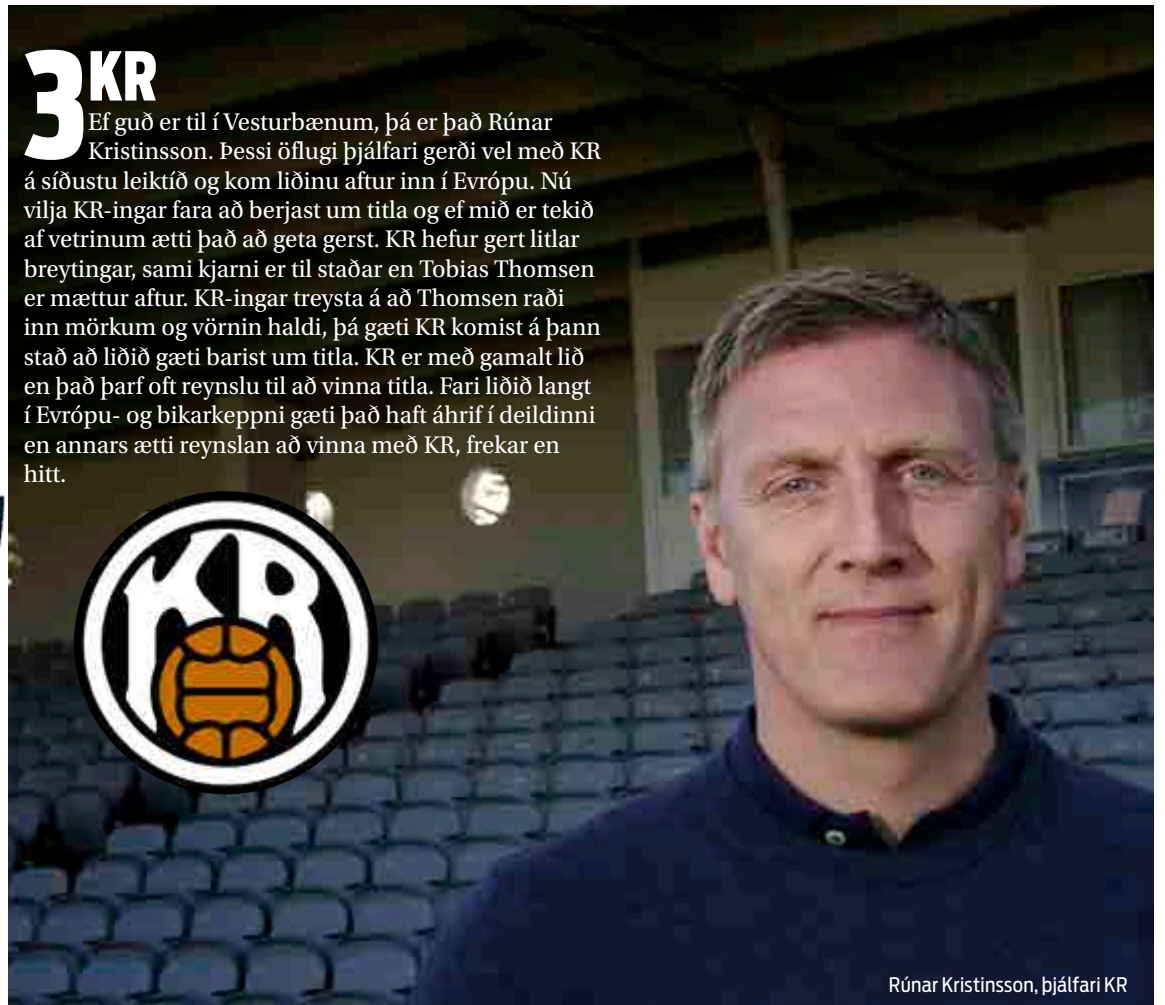 3 KR
Ef guð er til í Vesturbænum, þá er það Rúnar
Kristinsson. Þessi öflugi þjálfari gerði vel með KR
á síðustu leiktíð og kom liðinu aftur inn í Evrópu. Nú
vilja KR-ingar fara að berjast um titla og ef mið er tekið
af vetrinum ætti það að geta gerst. KR hefur gert litlar
breytingar, sami kjarni er til staðar en Tobias Thomsen
er mættur aftur. KR-ingar treysta á að Thomsen raði
inn mörkum og vörnin haldi, þá gæti KR komist á þann
stað að liðið gæti barist um titla. KR er með gamalt lið
en það þarf oft reynslu til að vinna titla. Fari liðið langt
í Evrópu- og bikarkeppni gæti það haft áhrif í deildinni
en annars ætti reynslan að vinna með KR, frekar en
hitt.
KR
Rúnar Kristinsson, þjálfari KR